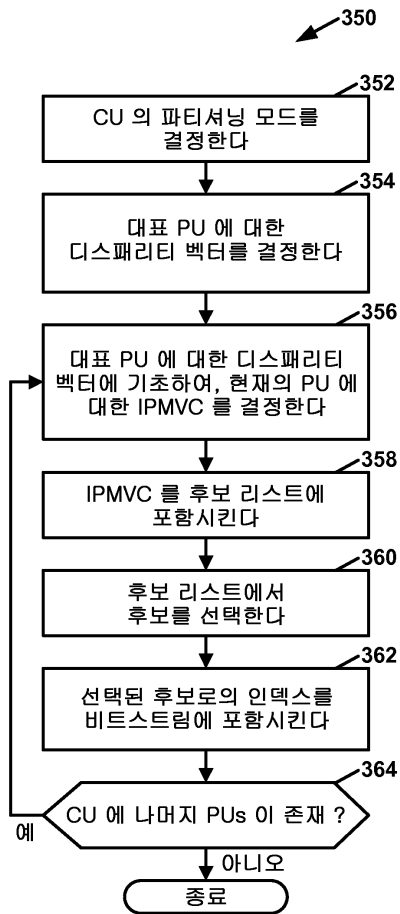 350
352
CU 의 파티셔닝 모드를
결정한다
354
대표 PU 에 대한
디스패리티 벡터를 결정한다
356
대표 PU 에 대한 디스패리티
벡터에 기초하여, 현재의 PU 에
대한 IPMVC 를 결정한다
358
IPMVC 를 후보 리스트에
포함시킨다
360
후보 리스트에서
후보를 선택한다
362
선택된 후보로의 인덱스를
비트스트림에 포함시킨다
364
CU 에 나머지 PUs 이 존재 ?
예
아니오
종료